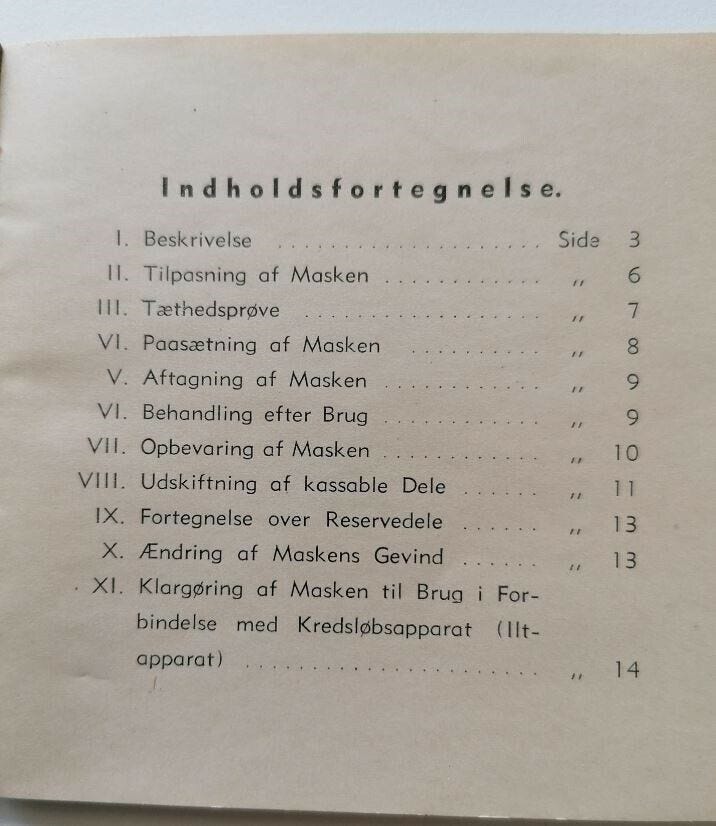 Indholdsfortegnelse.
I. Beskrivelse .................... Side 3
II. Tilpasning af Masken ............ ,, 6
III. Tæthedsprøve .................. ,, 7
VI. Paasætning af Masken .......... ,, 8
V. Aftagning af Masken ............ ,, 9
VI. Behandling efter Brug ............ ,, 9
VII. Opbevaring af Masken ............ ,, 10
VIII. Udskiftning af kassable Dele ...... ,, 11
IX. Fortegnelse over Reservedele ...... ,, 13
X. Ændring af Maskens Gevind ...... ,, 13
XI. Klargøring af Masken til Brug i For-
bindelse med Kredsløbsapparat (Ilt-
apparat) ...................... ,, 14